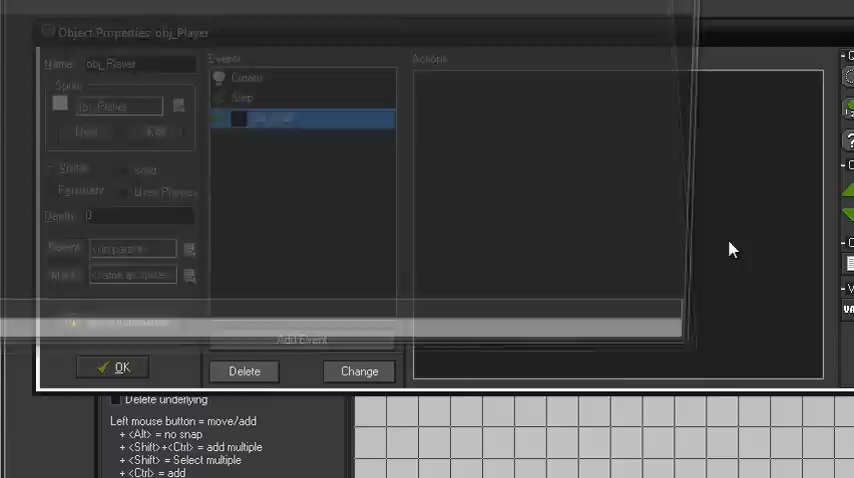 Object Properties: obj_Player
Name: obj_Player
Events:
Actions:
Create
Sprite
Step
obj_Player
New
Edit
Visible
Solid
Persistent
Uses Physics
Depth: 0
Parent: <no parent>
Mask: <same as sprite>
Add Event
OK
Delete
Change
Delete underlying
Left mouse button = move/add
+ <Alt> = no snap
+ <Shift>+<Ctrl> = add multiple
+ <Shift> = Select multiple
+ <Ctrl> = add